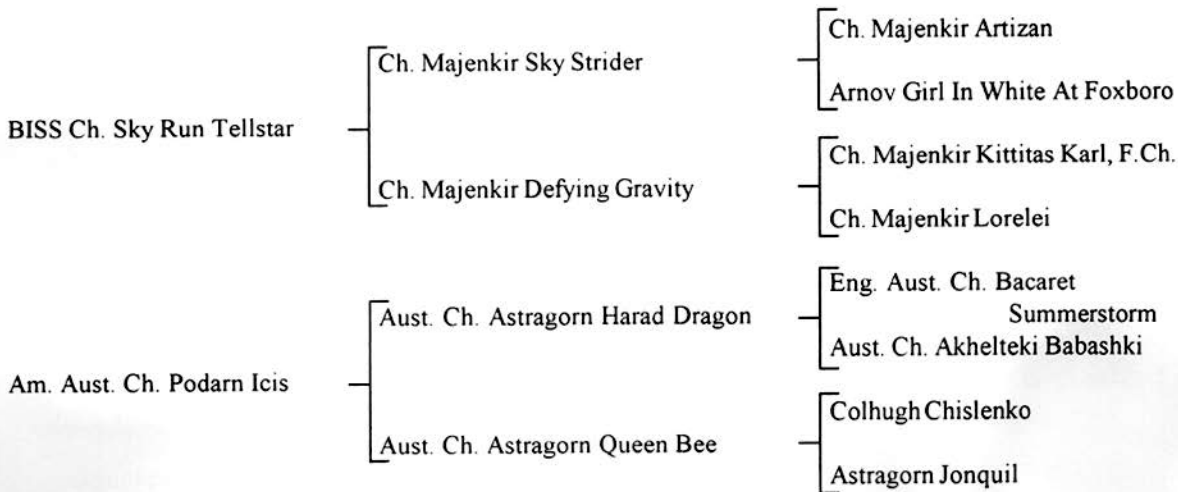 Ch. Majenkir Artizan
Ch. Majenkir Sky Strider
Arnov Girl In White At Foxboro
BISS Ch. Sky Run Tellstar
Ch. Majenkir Kittitas Karl, F.Ch.
Ch. Majenkir Defying Gravity
Ch. Majenkir Lorelei
Eng. Aust. Ch. Bacaret
Summerstorm
Aust. Ch. Astragorn Harad Dragon
Aust. Ch. Akhelteki Babashki
Am. Aust. Ch. Podarn Icis
Colhugh Chislenko
Aust. Ch. Astragorn Queen Bee
Astragorn Jonquil